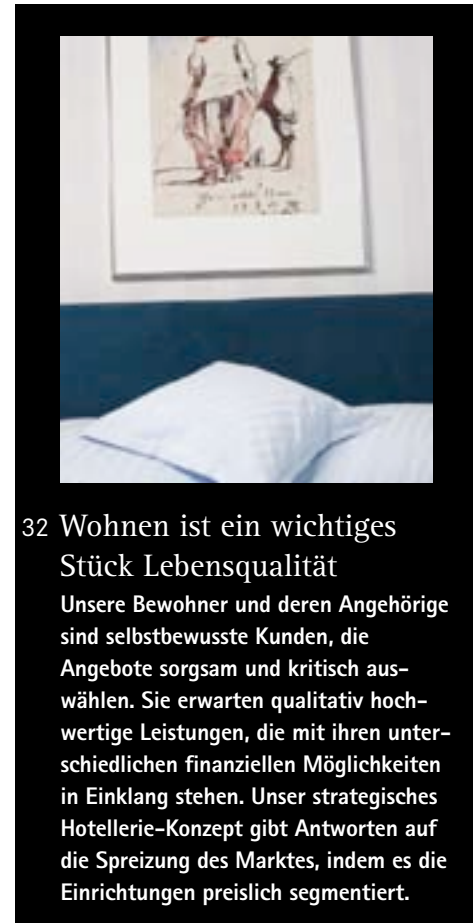 32 Wohnen ist ein wichtiges
Stück Lebensqualität
Unsere Bewohner und deren Angehörige
sind selbstbewusste Kunden, die
Angebote sorgsam und kritisch aus-
wählen. Sie erwarten qualitativ hoch-
wertige Leistungen, die mit ihren unter-
schiedlichen finanziellen Möglichkeiten
in Einklang stehen. Unser strategisches
Hotellerie-Konzept gibt Antworten auf
die Spreizung des Marktes, indem es die
Einrichtungen preislich segmentiert.